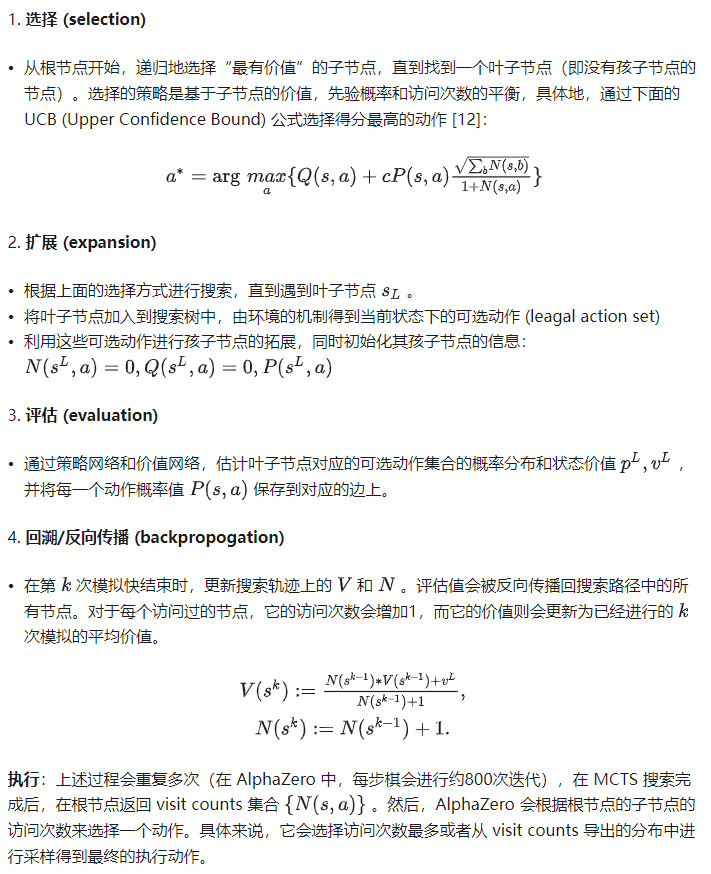 1. 选择 (selection)
• 从根节点开始，递归地选择“最有价值”的子节点，直到找到一个叶子节点（即没有孩子节点的
节点）。选择的策略是基于子节点的价值，先验概率和访问次数的平衡，具体地，通过下面的
UCB (Upper Confidence Bound) 公式选择得分最高的动作 [12]：
$a^* = \arg \max_a \{Q(s,a) + cP(s,a)\frac{\sqrt{\sum_b N(s,b)}}{1+N(s,a)}\}$
2. 扩展 (expansion)
• 根据上面的选择方式进行搜索，直到遇到叶子节点 $s_L$ 。
• 将叶子节点加入到搜索树中，由环境的机制得到当前状态下的可选动作 (leagal action set)
• 利用这些可选动作进行孩子节点的拓展，同时初始化其孩子节点的信息：
$N(s^L,a) = 0, Q(s^L,a) = 0, P(s^L,a)$
3. 评估 (evaluation)
• 通过策略网络和价值网络，估计叶子节点对应的可选动作集合的概率分布和状态价值 $p^L, v^L$ ，
并将每一个动作概率值 $P(s,a)$ 保存到对应的边上。
4. 回溯/反向传播 (backpropogation)
• 在第 $k$ 次模拟快结束时，更新搜索轨迹上的 $V$ 和 $N$ 。评估值会被反向传播回搜索路径中的所
有节点。对于每个访问过的节点，它的访问次数会增加1，而它的价值则会更新为已经进行的 $k$
次模拟的平均价值。
$V(s^k) := \frac{N(s^{k-1})*V(s^{k-1})+v^L}{N(s^{k-1})+1},$
$N(s^k) := N(s^{k-1}) + 1.$
执行：上述过程会重复多次（在 AlphaZero 中，每步棋会进行约800次迭代），在 MCTS 搜索完
成后，在根节点返回 visit counts 集合 $\{N(s,a)\}$ 。然后，AlphaZero 会根据根节点的子节点的
访问次数来选择一个动作。具体来说，它会选择访问次数最多或者从 visit counts 导出的分布中进
行采样得到最终的执行动作。